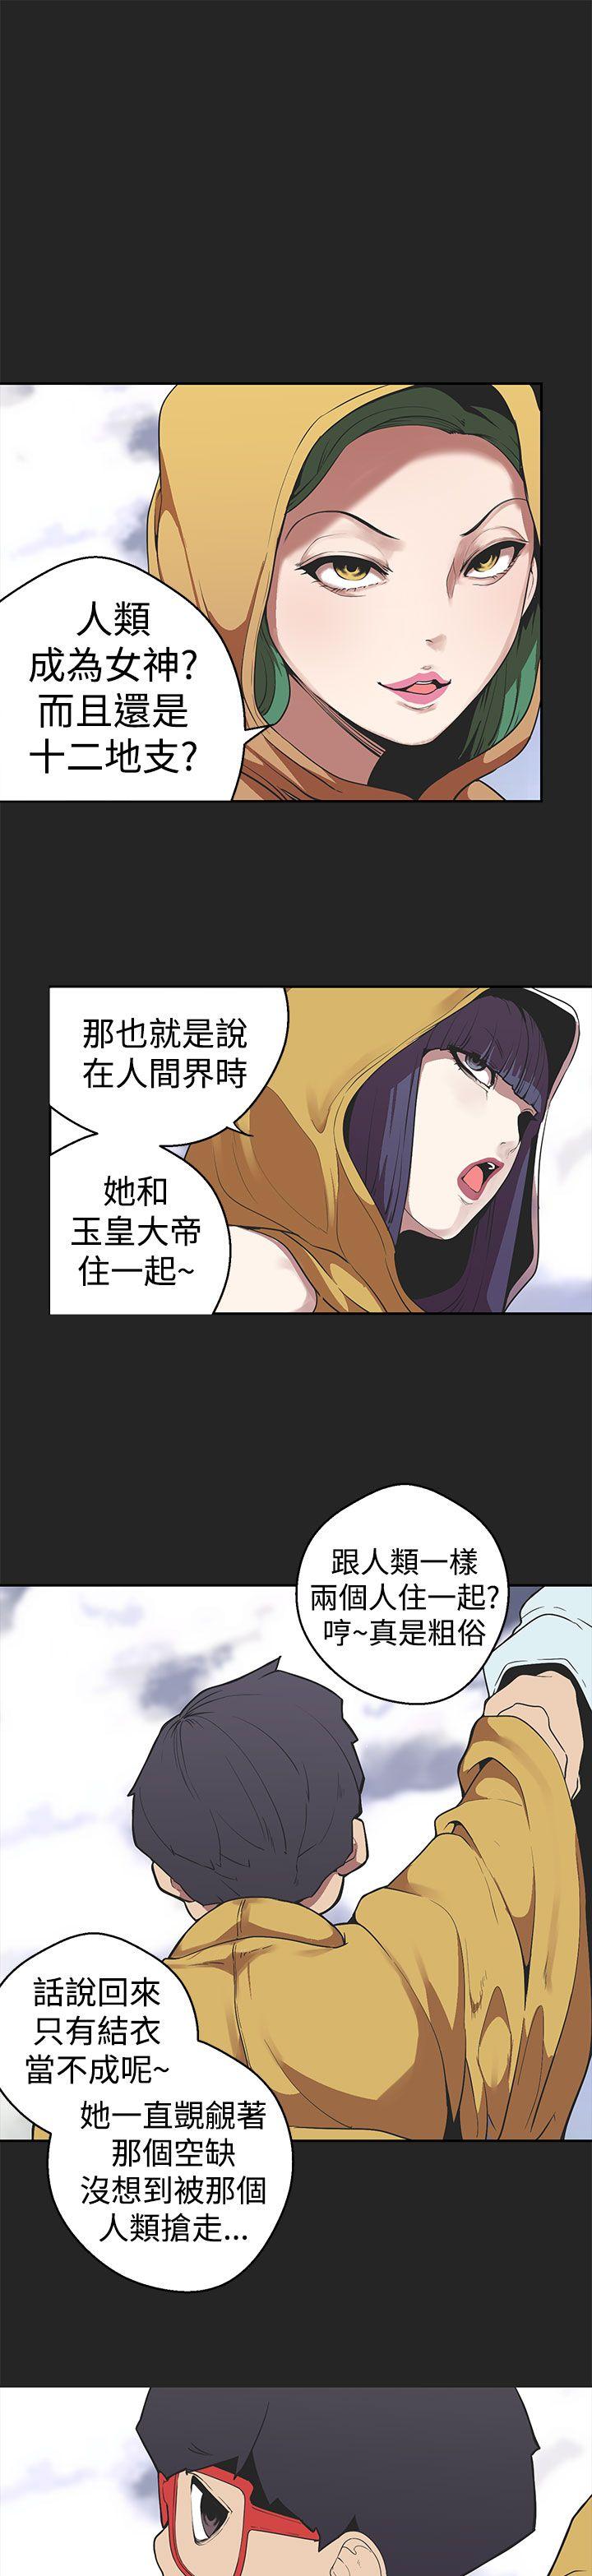 人類
成為女神?
而且還是
十二地支?
那也就是說
在人間界時
她和
玉皇大帝
住一起~
跟人類一樣
兩個人住一起?
哼~真是粗俗
話說回來
只有結衣
當不成呢~
她一直覬覦著
那個空缺
沒想到被那個
人類搶走...